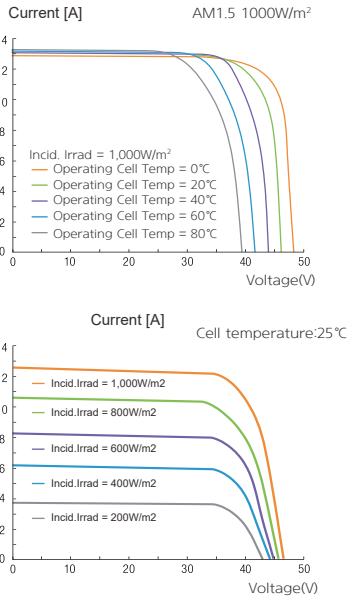 Current [A]
AM1.5 1000W/m²
4
2
0
Incid. Irrad = 1,000W/m²
6
Operating Cell Temp = 0℃
Operating Cell Temp = 20℃
4
Operating Cell Temp = 40℃
2
Operating Cell Temp = 60℃
Operating Cell Temp = 80℃
0
0 10 20 30 40 50
Voltage(V)
Current [A]
Cell temperature:25℃
4
2
Incid.Irrad = 1,000W/m2
0
Incid.Irrad = 800W/m2
8
Incid.Irrad = 600W/m2
6
Incid.Irrad = 400W/m2
4
Incid.Irrad = 200W/m2
2
0
0 10 20 30 40 50
Voltage(V)